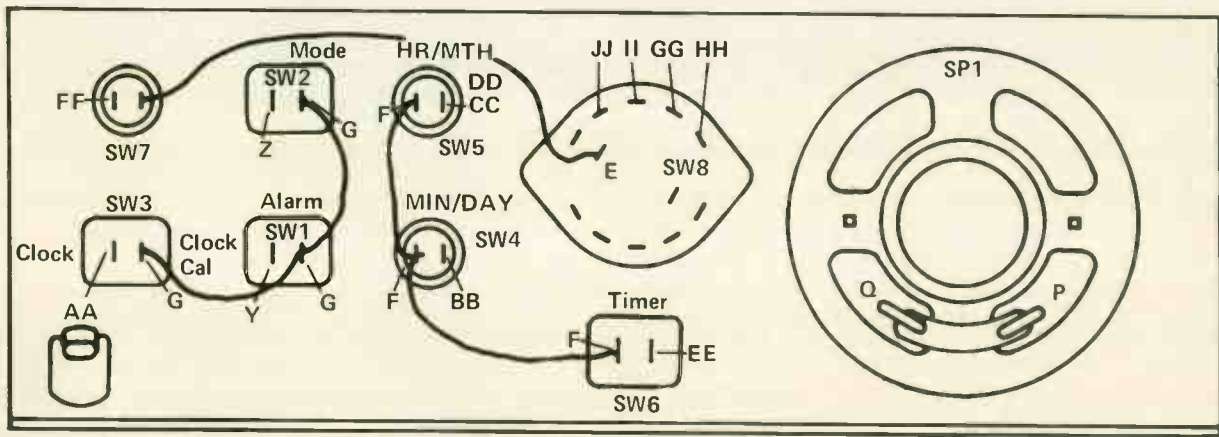 Mode
HR/MTH
JJ II GG HH
SP1
SW2
DD
FF
F
CC
Z
G
SW7
SW5
E
SW8
SW3
Alarm
MIN/DAY
Clock
Clock
Cal
SW1
SW4
AA
G
Y
G
F
BB
Timer
Q
P
F
EE
SW6